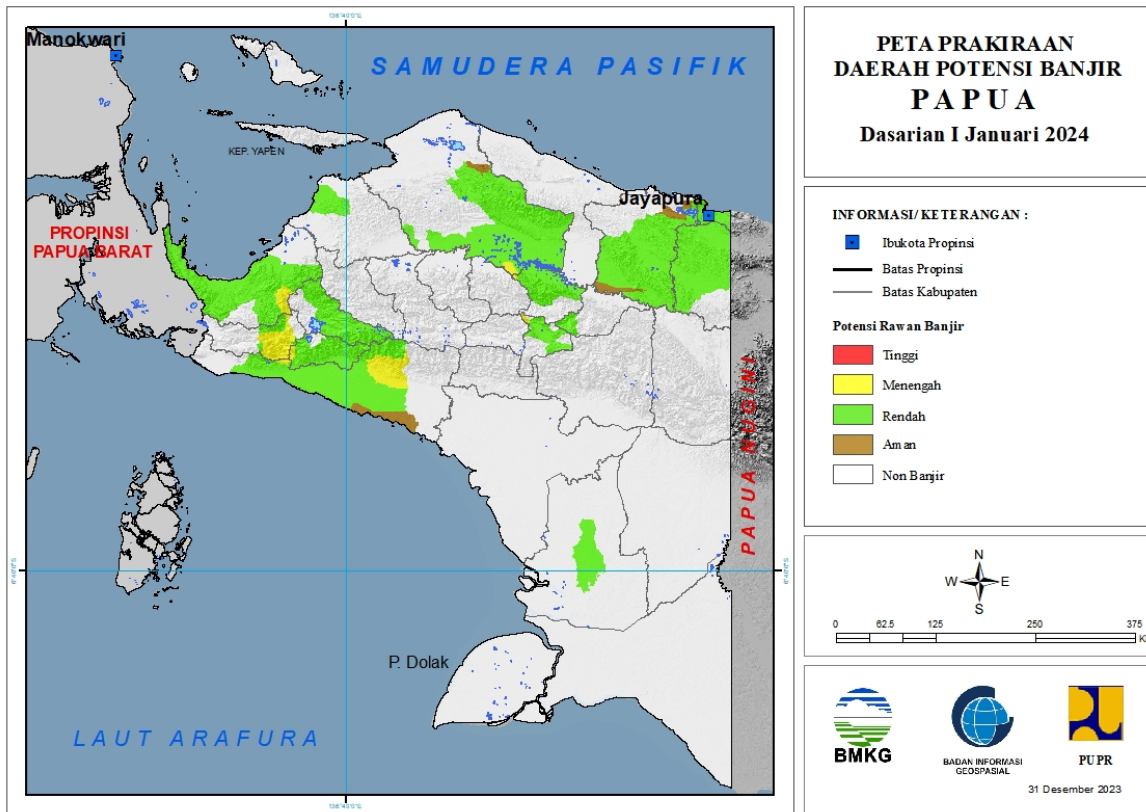 PETA PRAKIRAAN
DAERAH POTENSI BANJIR
PAPUA
Dasarian I Januari 2024
INFORMASI/ KETERANGAN :
Ibukota Propinsi
Batas Propinsi
Batas Kabupaten
Potensi Rawan Banjir
Tinggi
Menengah
Rendah
Aman
Non Banjir
N
W E
S
0 62.5 125 250 375
BMKG
BADAN INFORMASI
GEOSPASIAL
PUPR
31 Desember 2023
Manokwari
SAMUDERA PASIFIK
KEP. YAPEN
Jayapura
PROPINSI
PAPUA BARAT
PAPUA NUGINI
P. Dolak
LAUT ARAFURA